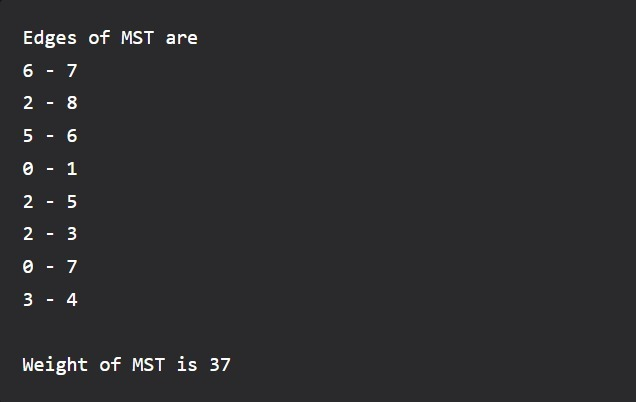 Edges of MST are
6 - 7
2 - 8
5 - 6
0 - 1
2 - 5
2 - 3
0 - 7
3 - 4
Weight of MST is 37